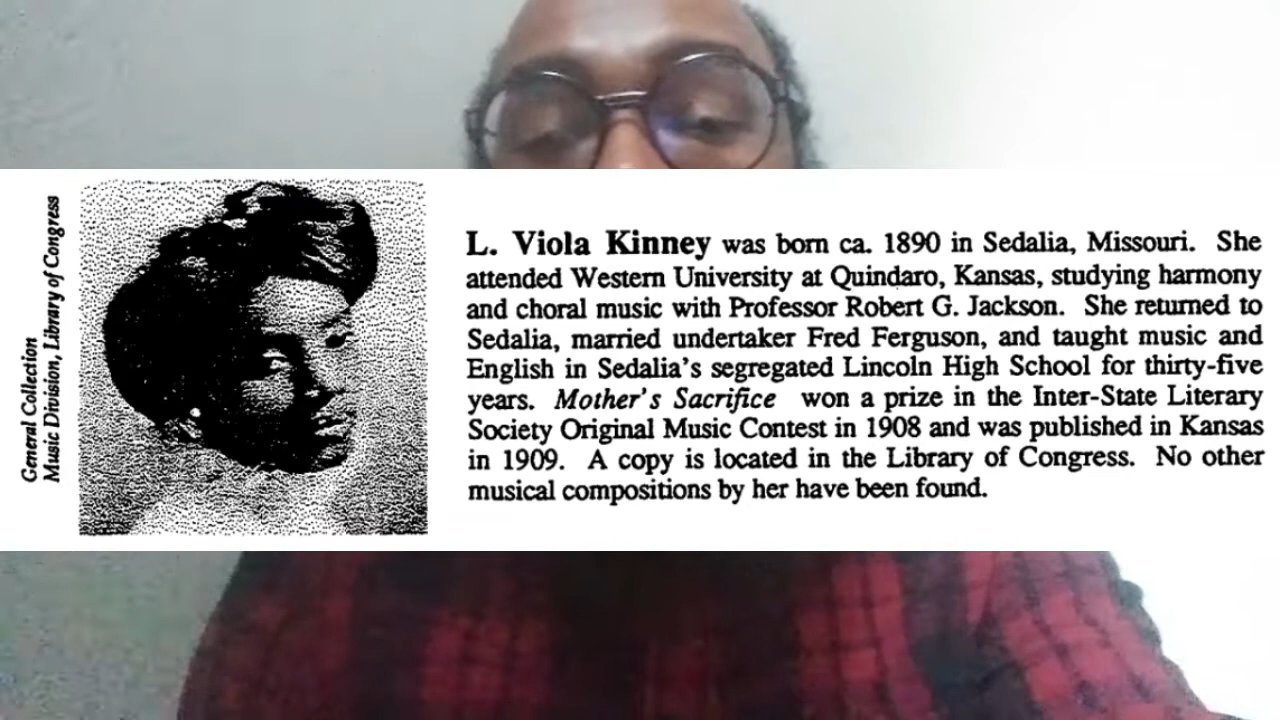 General Collection
Music Division, Library of Congress
L. Viola Kinney was born ca. 1890 in Sedalia, Missouri. She
attended Western University at Quindaro, Kansas, studying harmony
and choral music with Professor Robert G. Jackson. She returned to
Sedalia, married undertaker Fred Ferguson, and taught music and
English in Sedalia's segregated Lincoln High School for thirty-five
years. Mother's Sacrifice won a prize in the Inter-State Literary
Society Original Music Contest in 1908 and was published in Kansas
in 1909. A copy is located in the Library of Congress. No other
musical compositions by her have been found.